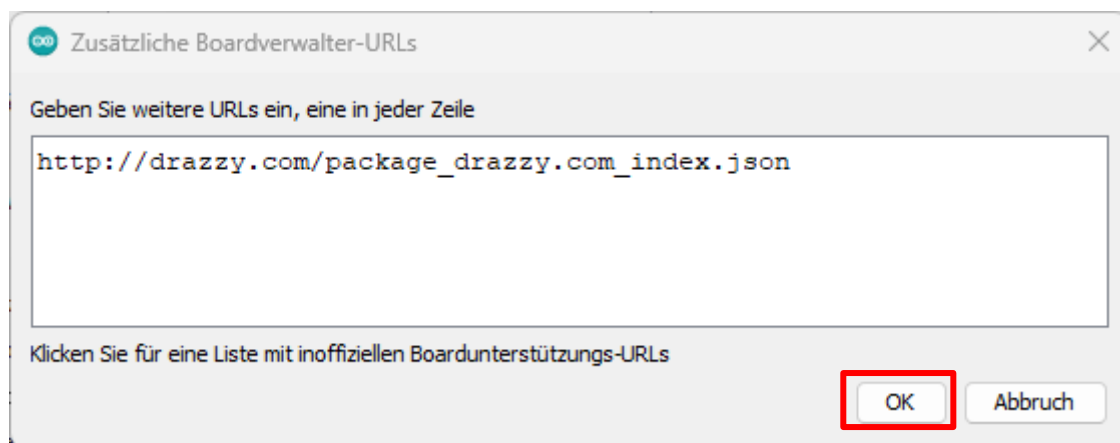 Zusätzliche Boardverwalter-URLs
Geben Sie weitere URLs ein, eine in jeder Zeile
http://drazzy.com/package_drazzy.com_index.json
Klicken Sie für eine Liste mit inoffiziellen Boardunterstützungs-URLs
OK Abbruch